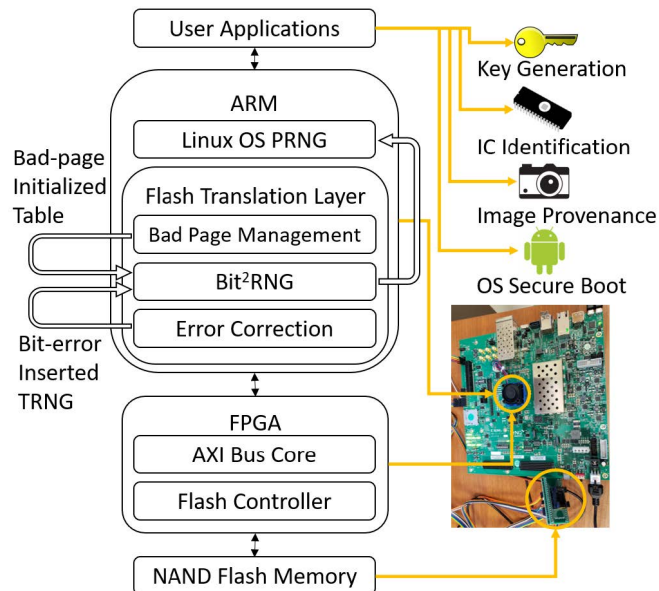 User Applications
Key Generation
ARM
Linux OS PRNG
IC Identification
Bad-page
Initialized
Table
Flash Translation Layer
Image Provenance
Bad Page Management
Bit²RNG
OS Secure Boot
Error Correction
Bit-error
Inserted
TRNG
FPGA
AXI Bus Core
Flash Controller
NAND Flash Memory